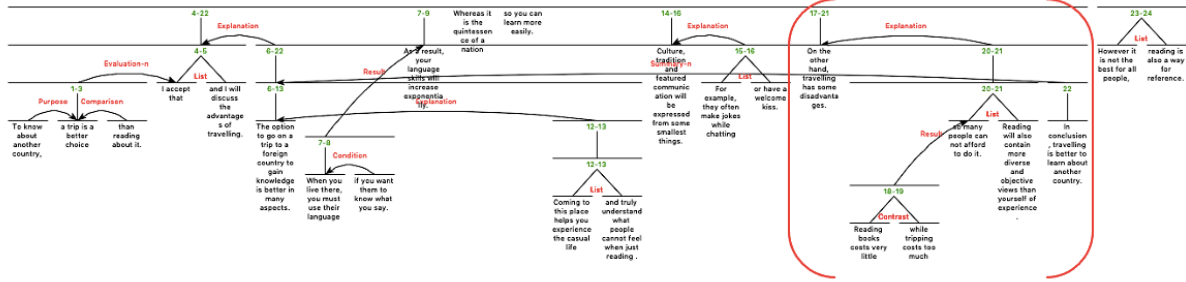 4-22
7-9
Whereas it
is the
quintessen
ce of a
nation
so you can
learn more
easily.
14-16
17-21
23-24
Explanation
Explanation
Explanation
List
4-5
6-22
As a result,
your
language
skills will
increase
exponentia
lly.
Culture,
tradition
and
featured
communic
ation will
be
expressed
from some
smallest
things.
15-16
On the
other
hand,
travelling
has some
disadvanta
ges.
20-21
However it
is not the
best for all
people,
reading is
also a way
for
reference.
Evaluation-n
List
Result
Summary-n
List
1-3
I accept
that
and I will
discuss
the
advantage
s of
travelling.
6-13
For
example,
they often
make jokes
while
chatting
or have a
welcome
kiss.
20-21
22
Purpose
Comparison
Explanation
List
To know
about
another
country,
a trip is a
better
choice
than
reading
about it.
The option
to go on a
trip to a
foreign
country to
gain
knowledge
is better in
many
aspects.
12-13
Result
so many
people can
not afford
to do it.
Reading
will also
contain
more
diverse
and
objective
views than
yourself of
experience
.
In
conclusion
, travelling
is better to
learn about
another
country.
7-8
Condition
12-13
List
When you
live there,
you must
use their
language
if you want
them to
know what
you say.
Coming to
this place
helps you
experience
the casual
life
and truly
understand
what
people
cannot feel
when just
reading .
18-19
Contrast
Reading
books
costs very
little
while
tripping
costs too
much